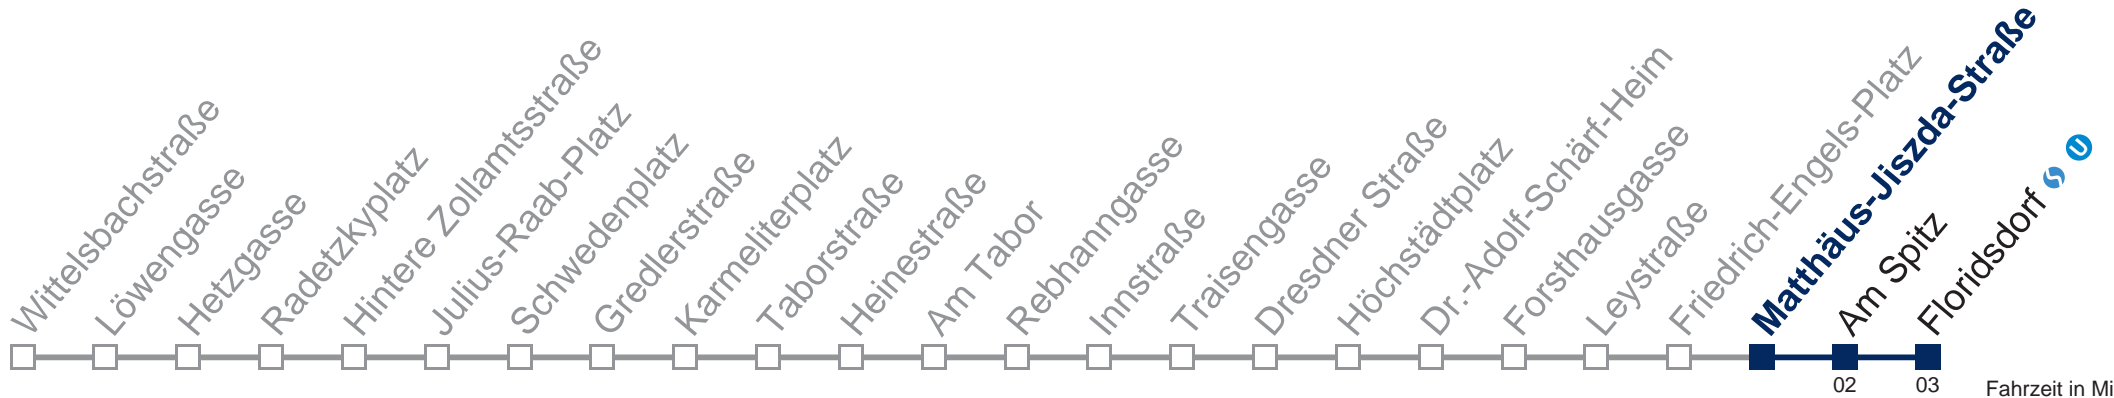 Wittelsbachstraße
Löwengasse
Hetzgasse
Radetzkyplatz
Hintere Zollamtsstraße
Julius-Raab-Platz
Schwedenplatz
Gredlerstraße
Karmeliterplatz
Taborstraße
Heinestraße
Am Tabor
Rebhanngasse
Innstraße
Traisengasse
Dresdner Straße
Höchstädtplatz
Dr.-Adolf-Schärf-Heim
Forsthausgasse
Leystraße
Friedrich-Engels-Platz
Matthäus-Jiszda-Straße
Am Spitz
Floridsdorf S U
02 03
Fahrzeit in Mi